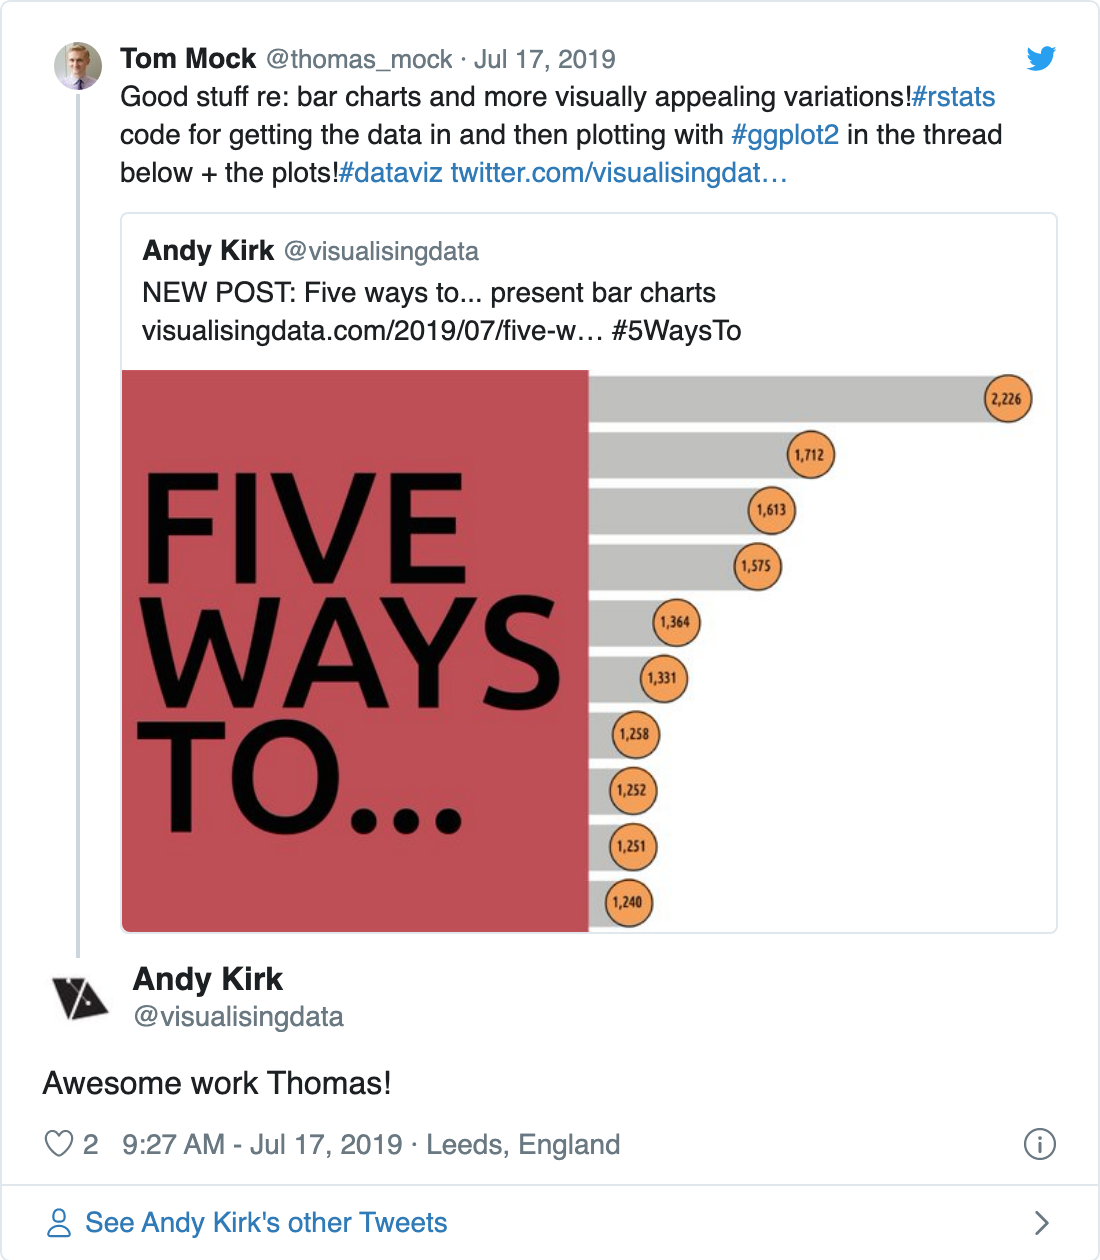 Tom Mock @thomas_mock · Jul 17, 2019
Good stuff re: bar charts and more visually appealing variations!#rstats
code for getting the data in and then plotting with #ggplot2 in the thread
below + the plots!#dataviz twitter.com/visualisingdat…
Andy Kirk @visualisingdata
NEW POST: Five ways to... present bar charts
visualisingdata.com/2019/07/five-w… #5WaysTo
FIVE
WAYS
TO...
2,226
1,712
1,613
1,575
1,364
1,331
1,258
1,252
1,251
1,240
Andy Kirk
@visualisingdata
Awesome work Thomas!
2 9:27 AM - Jul 17, 2019 · Leeds, England
See Andy Kirk's other Tweets